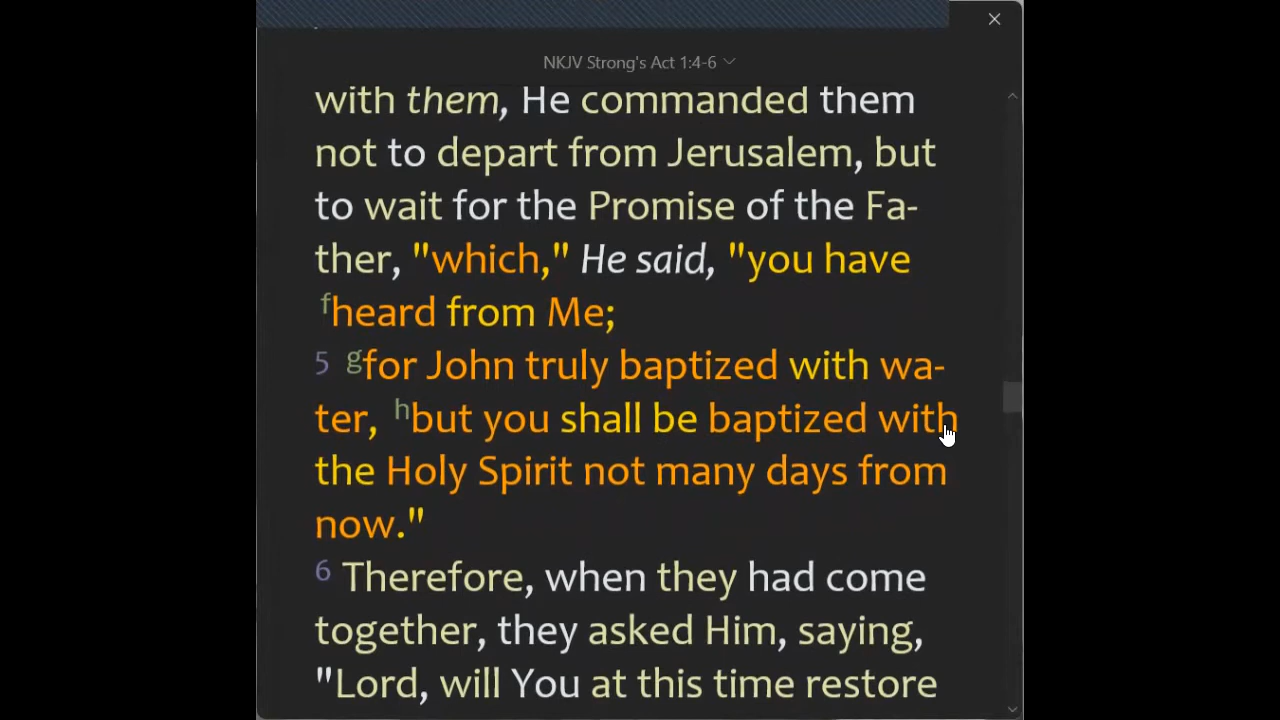 NKJV Strong's Act 1:4-6
with them, He commanded them
not to depart from Jerusalem, but
to wait for the Promise of the Fa-
ther, "which," He said, "you have
fheard from Me;
5 gfor John truly baptized with wa-
ter, hbut you shall be baptized with
the Holy Spirit not many days from
now."
6 Therefore, when they had come
together, they asked Him, saying,
"Lord, will You at this time restore